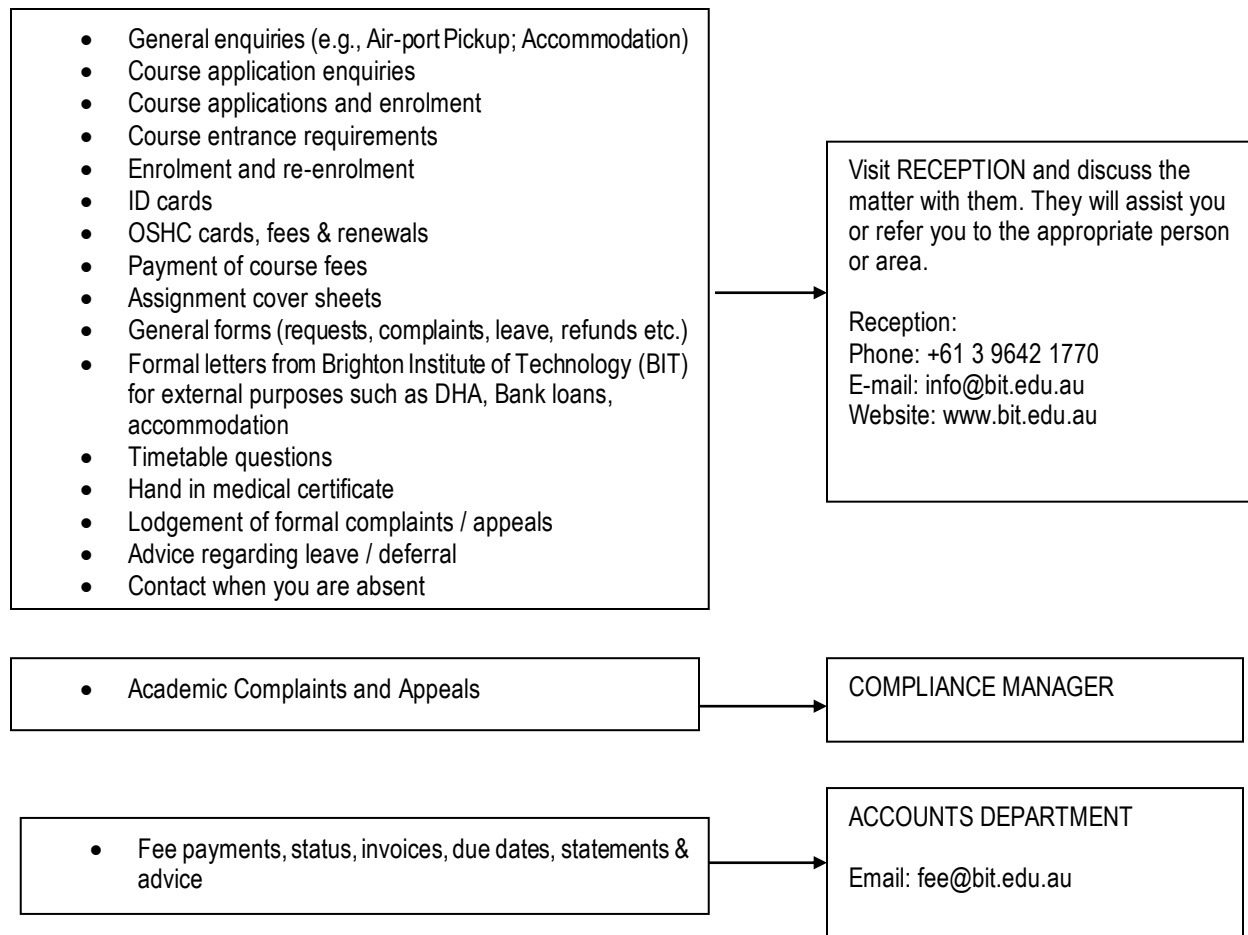 • General enquiries (e.g., Air-port Pickup; Accommodation)
• Course application enquiries
• Course applications and enrolment
• Course entrance requirements
• Enrolment and re-enrolment
• ID cards
• OSHC cards, fees & renewals
• Payment of course fees
• Assignment cover sheets
• General forms (requests, complaints, leave, refunds etc.)
• Formal letters from Brighton Institute of Technology (BIT)
for external purposes such as DHA, Bank loans,
accommodation
• Timetable questions
• Hand in medical certificate
• Lodgement of formal complaints / appeals
• Advice regarding leave / deferral
• Contact when you are absent
Visit RECEPTION and discuss the
matter with them. They will assist you
or refer you to the appropriate person
or area.
Reception:
Phone: +61 3 9642 1770
E-mail: info@bit.edu.au
Website: www.bit.edu.au
• Academic Complaints and Appeals
COMPLIANCE MANAGER
• Fee payments, status, invoices, due dates, statements &
advice
ACCOUNTS DEPARTMENT
Email: fee@bit.edu.au